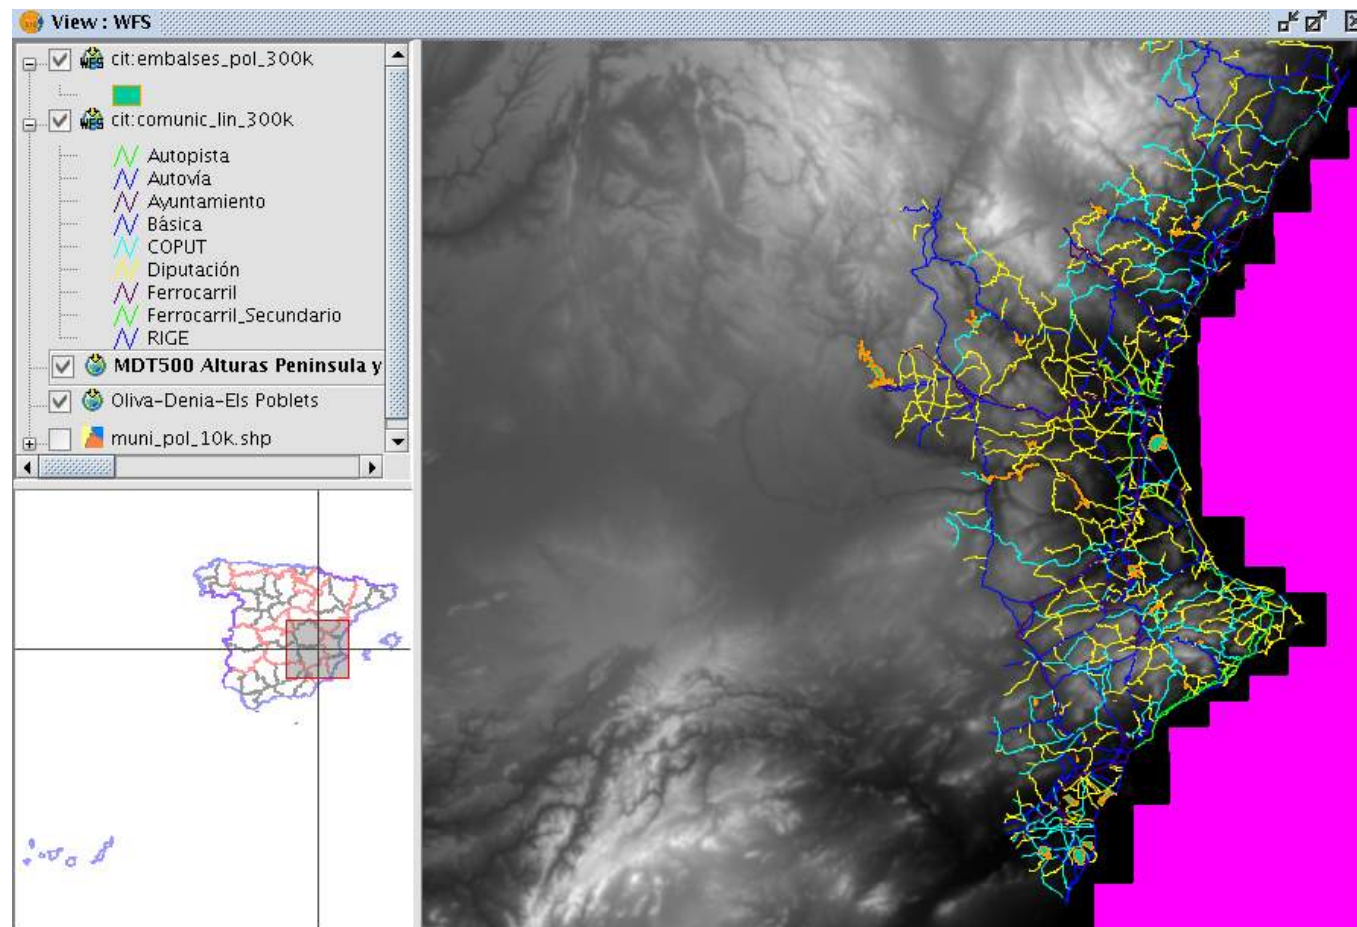 View : WFS
cit:embalses_pol_300k
cit:comunic_lin_300k
Autopista
Autovía
Ayuntamiento
Básica
COPUT
Diputación
Ferrocarril
Ferrocarril_Secundario
RIGE
MDT500 Alturas Peninsula y
Oliva-Denia-Els Poblets
muni_pol_10k.shp